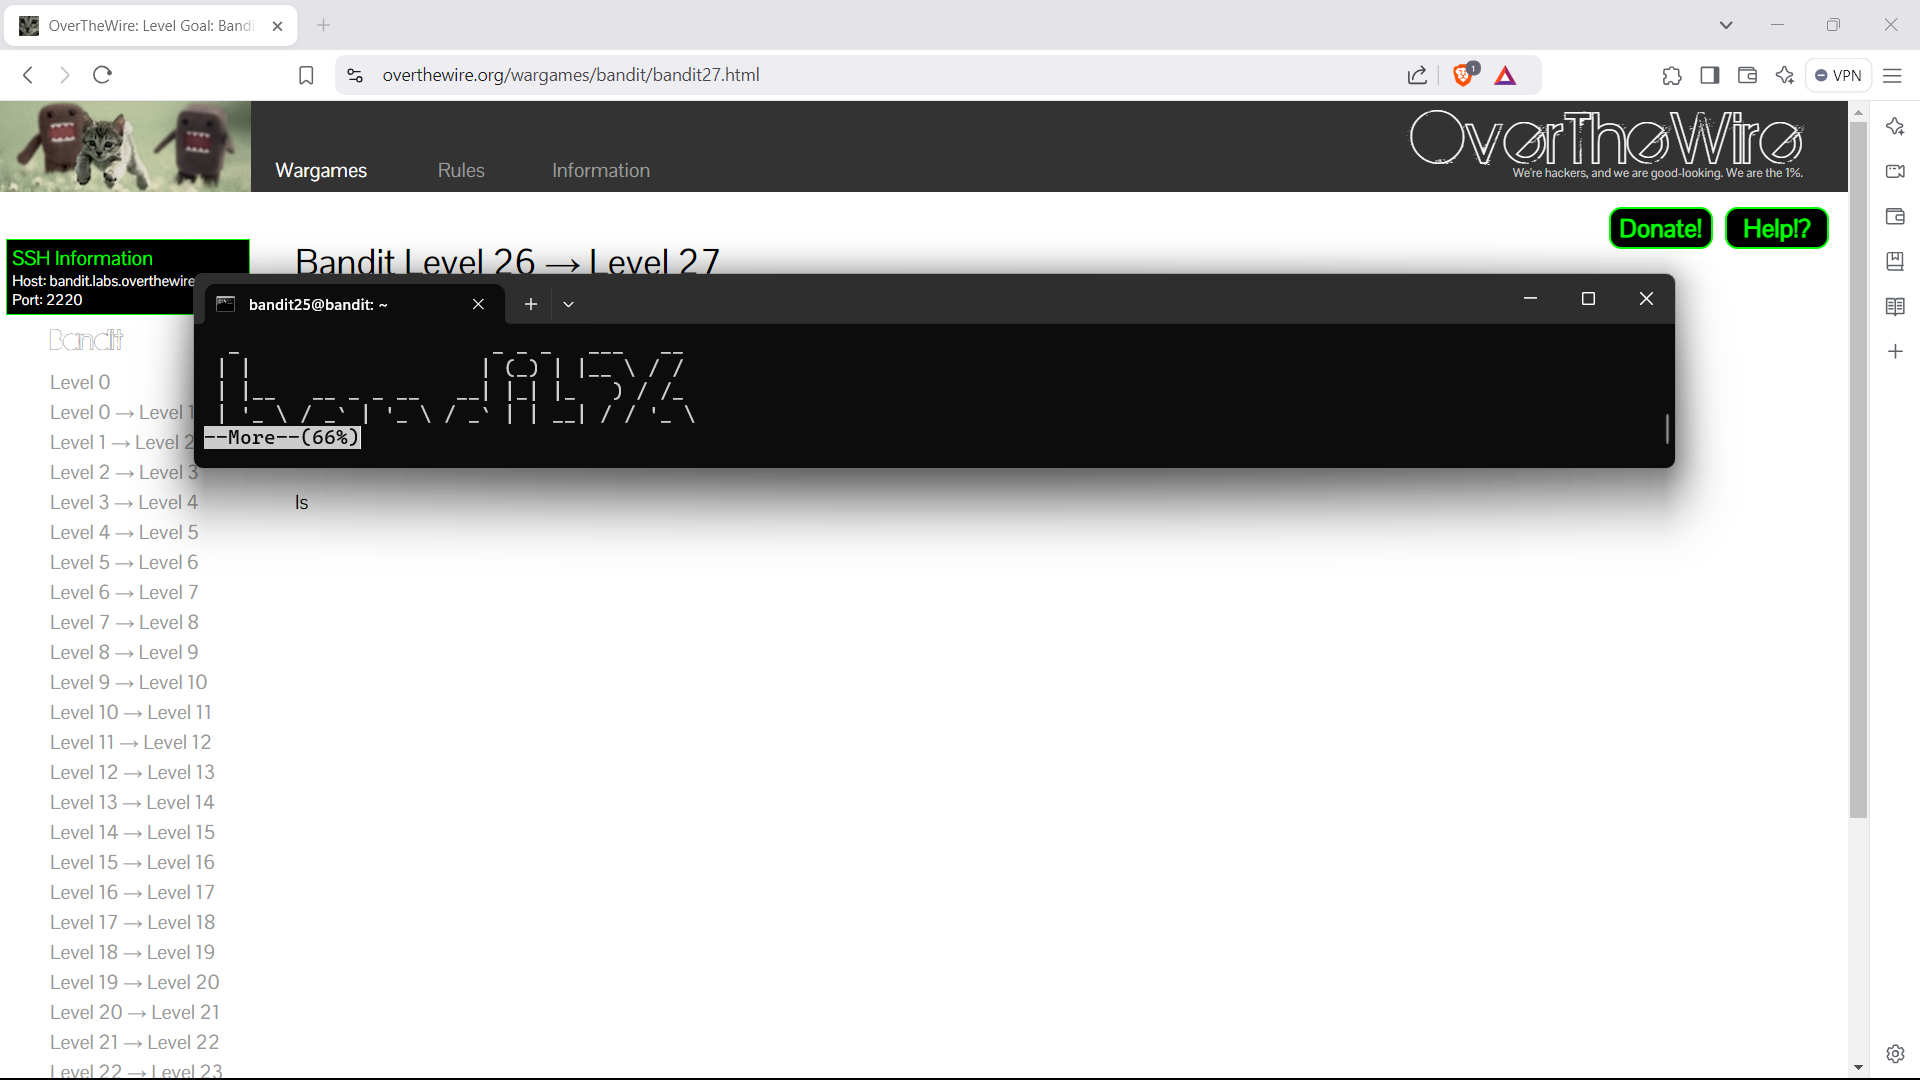 OverTheWire: Level Goal: Bandi
overthewire.org/wargames/bandit/bandit27.html
1
VPN
Wargames
Rules
Information
OverTheWire
We're hackers, and we are good-looking. We are the 1%.
Donate!
Help!?
SSH Information
Host: bandit.labs.overthewire
Port: 2220
Bandit Level 26 → Level 27
bandit25@bandit: ~
--More--(66%)
ls
Bandit
Level 0
Level 0 → Level 1
Level 1 → Level 2
Level 2 → Level 3
Level 3 → Level 4
Level 4 → Level 5
Level 5 → Level 6
Level 6 → Level 7
Level 7 → Level 8
Level 8 → Level 9
Level 9 → Level 10
Level 10 → Level 11
Level 11 → Level 12
Level 12 → Level 13
Level 13 → Level 14
Level 14 → Level 15
Level 15 → Level 16
Level 16 → Level 17
Level 17 → Level 18
Level 18 → Level 19
Level 19 → Level 20
Level 20 → Level 21
Level 21 → Level 22
Level 22 → Level 23